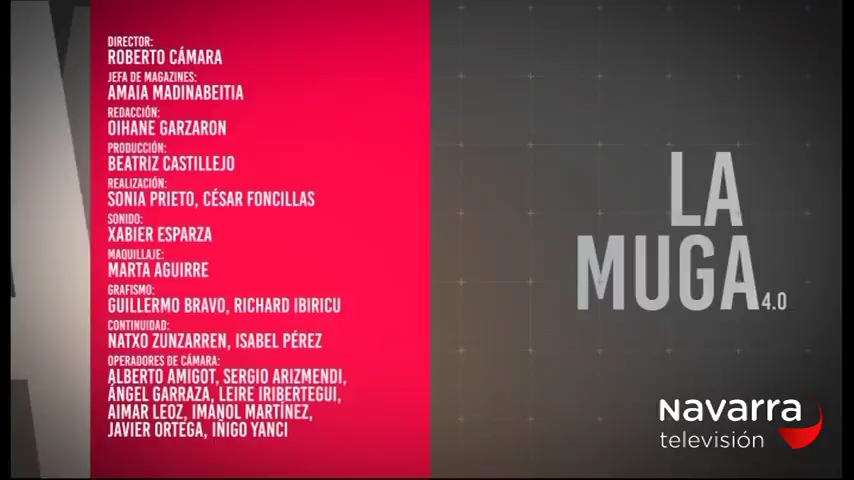 DIRECTOR:
ROBERTO CÁMARA
JEFA DE MAGAZINES:
AMAIA MADINABEITIA
REDACCIÓN:
OIHANE GARZARON
PRODUCCIÓN:
BEATRIZ CASTILLEJO
REALIZACIÓN:
SONIA PRIETO, CÉSAR FONCILLAS
SONIDO:
XABIER ESPARZA
MAQUILLAJE:
MARTA AGUIRRE
GRAFISMO:
GUILLERMO BRAVO, RICHARD IBIRICU
CONTINUIDAD:
NATXO ZUNZARREN, ISABEL PÉREZ
OPERADORES DE CÁMARA:
ALBERTO AMIGOT, SERGIO ARIZMENDI,
ÁNGEL GARRAZA, LEIRE IRIBERTEGUI,
AIMAR LEOZ, IMANOL MARTÍNEZ,
JAVIER ORTEGA, IÑIGO YANCI
LA
MUGA 4.0
Navarra
televisión